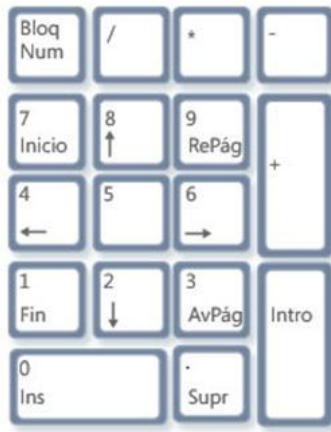 Bloq
Num
/
*
-
7
Inicio
8
↑
9
RePág
+
4
←
5
6
→
1
Fin
2
↓
3
AvPág
Intro
0
Ins
.
Supr